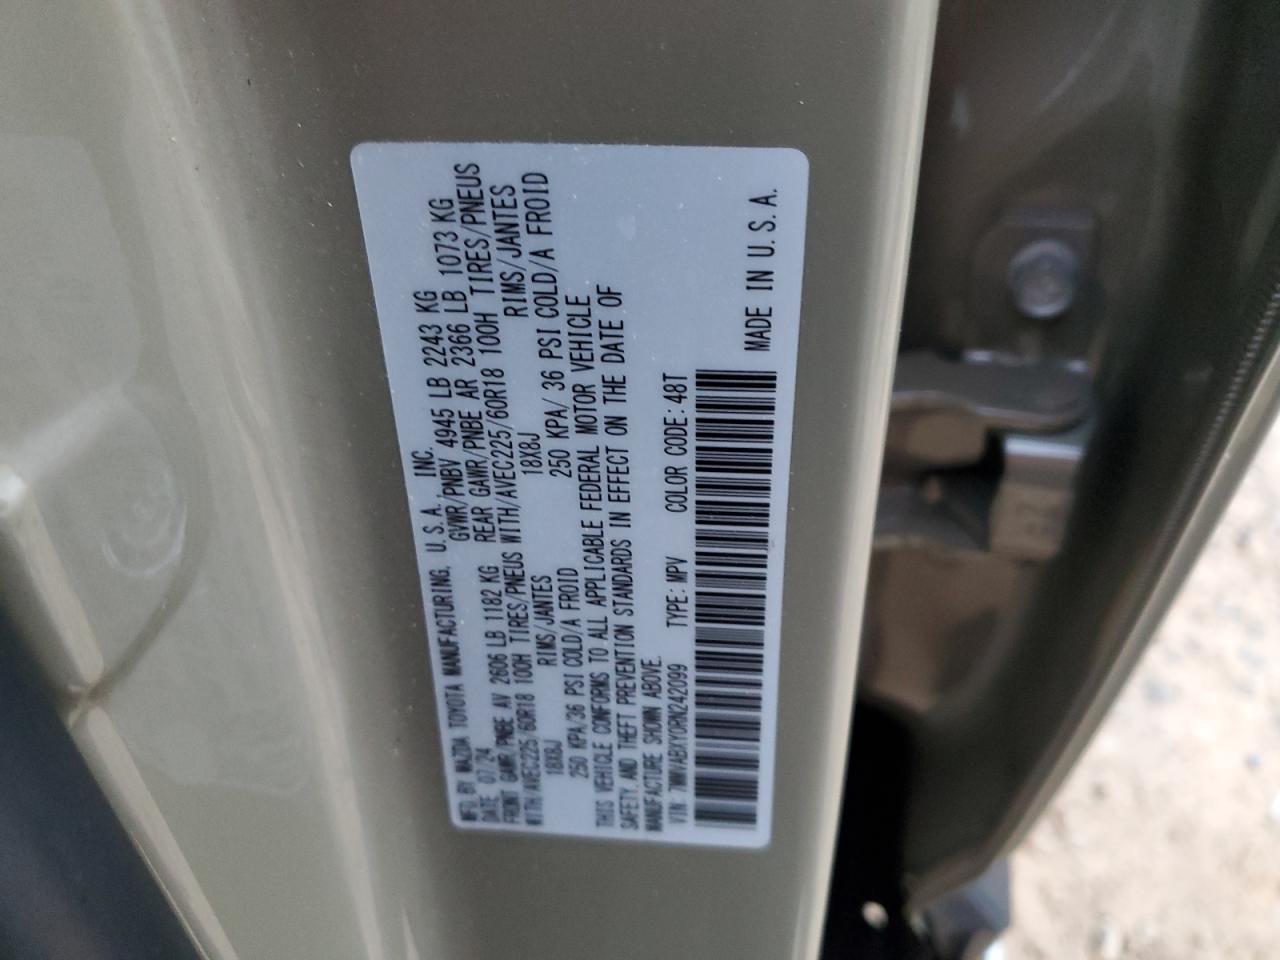 MFD. BY MAZDA TOYOTA MANUFACTURING, U.S.A., INC.
DATE 07/24 GVWR/PNBV 4945 LB 2243 KG
FRONT GAWR/PNBE AV 2606 LB 1182 KG REAR GAWR/PNBE AR 2366 LB 1073 KG
WITH/AVEC225/60R18 100H TIRES/PNEUS WITH/AVEC225/60R18 100H TIRES/PNEUS
18X8J RIMS/JANTES 18X8J RIMS/JANTES
250 KPA/36 PSI COLD/A FROID 250 KPA/ 36 PSI COLD/A FROID
THIS VEHICLE CONFORMS TO ALL APPLICABLE FEDERAL MOTOR VEHICLE
SAFETY, AND THEFT PREVENTION STANDARDS IN EFFECT ON THE DATE OF
MANUFACTURE SHOWN ABOVE.
VIN: 7MMVABXY0RN242099 TYPE: MPV COLOR CODE: 48T
MADE IN U.S.A.